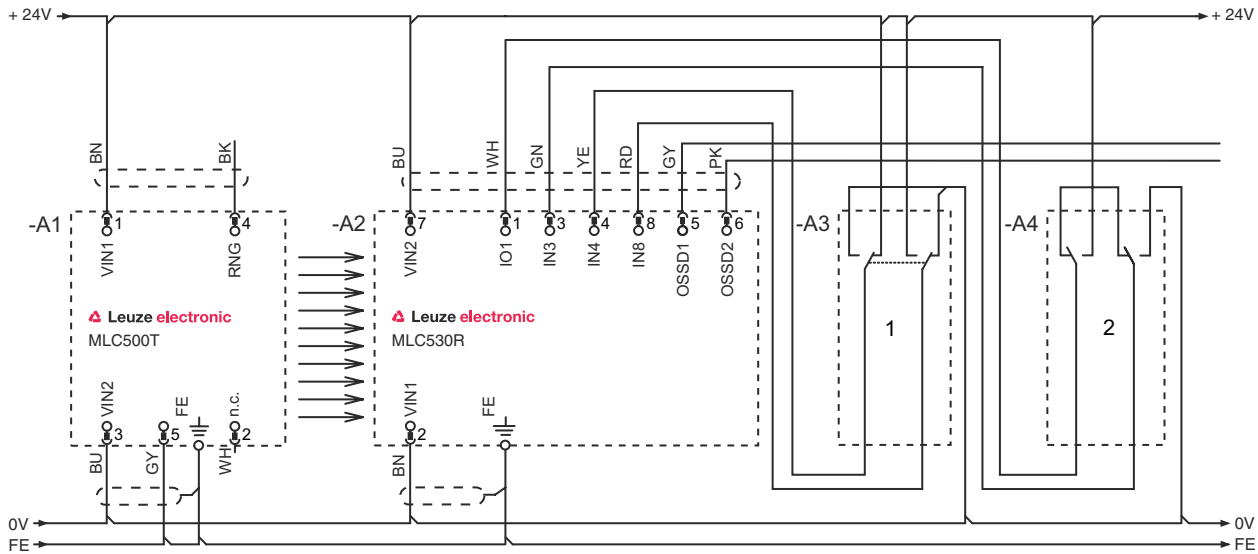 + 24V
+ 24V
BN
BK
BU
WH
GN
YE
RD
GY
PK
-A1
1
4
-A2
7
1
3
4
8
5
6
-A3
-A4
VIN1
RNG
VIN2
IO1
IN3
IN4
IN8
OSSD1
OSSD2
Leuze electronic
MLC500T
Leuze electronic
MLC530R
1
2
VIN2
FE
n.c.
VIN1
FE
3
5
2
2
BU
GY
WH
BN
0V
0V
FE
FE